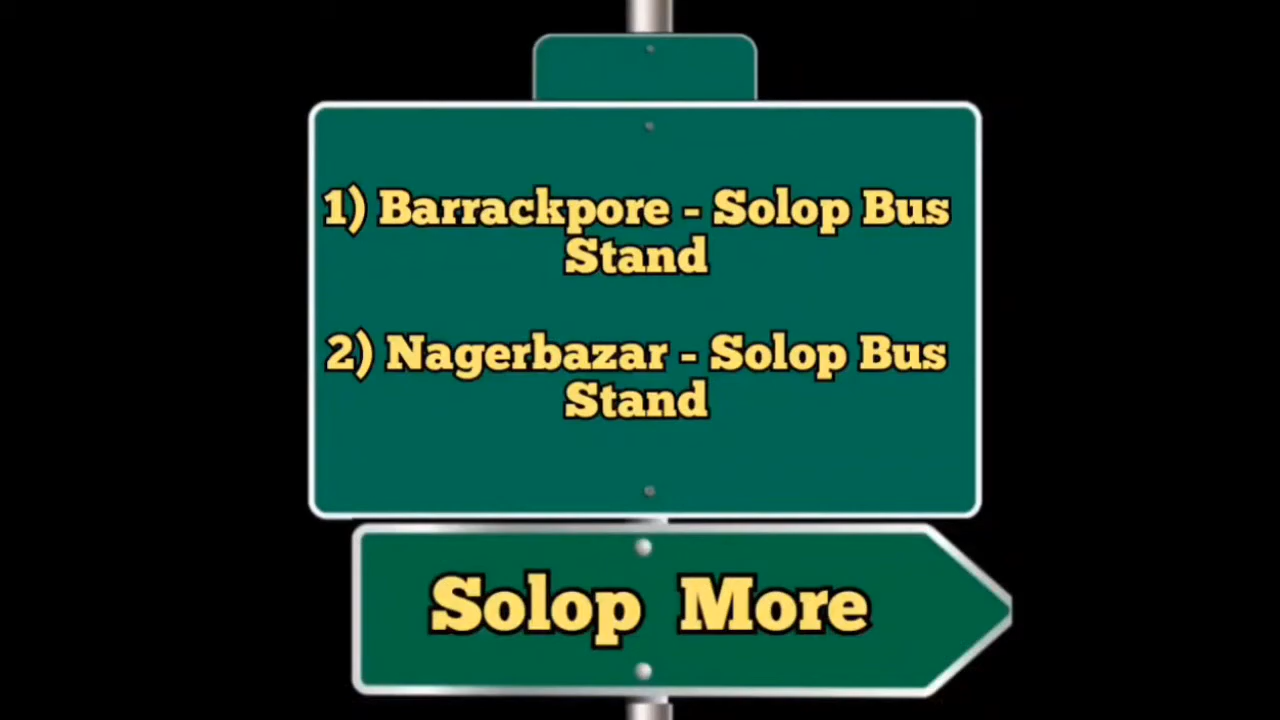 1) Barrackpore - Solop Bus
Stand
2) Nagerbazar - Solop Bus
Stand
Solop More